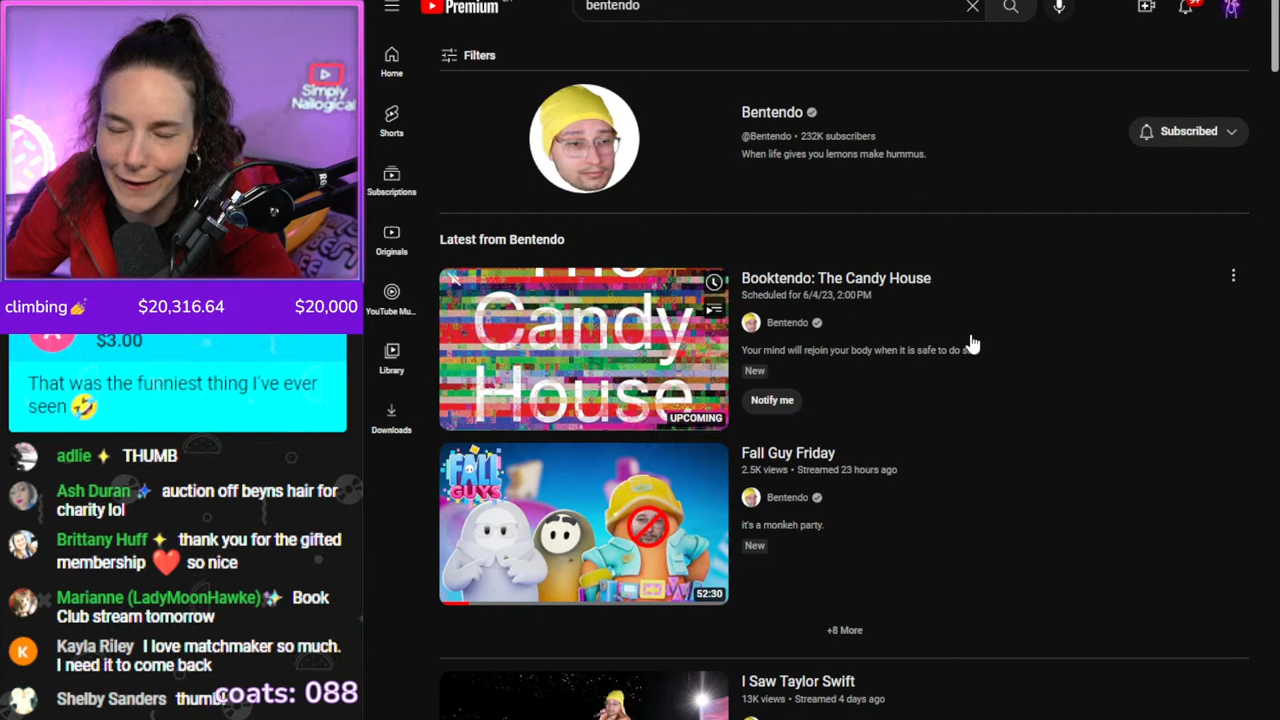 Simply
Nailogical
climbing💅 $20,316.64 $20,000
$3.00
That was the funniest thing I've ever
seen 🤣
adlie THUMB
Ash Duran auction off beyns hair for
charity lol
Brittany Huff thank you for the gifted
membership ❤️ so nice
Marianne (LadyMoonHawke) Book
Club stream tomorrow
Kayla Riley I love matchmaker so much.
I need it to come back
Shelby Sanders thumb
coats: 088
Premium
bentendo
9+
Home
Shorts
Subscriptions
Originals
YouTube Mu...
Library
Downloads
Filters
Bentendo
@Bentendo • 232K subscribers
When life gives you lemons make hummus.
Subscribed
Latest from Bentendo
The
Candy
House
UPCOMING
Booktendo: The Candy House
Scheduled for 6/4/23, 2:00 PM
Bentendo
Your mind will rejoin your body when it is safe to do
New
Notify me
FALL
GUYS
52:30
Fall Guy Friday
2.5K views • Streamed 23 hours ago
Bentendo
it's a monkeh party.
New
+8 More
I Saw Taylor Swift
13K views • Streamed 4 days ago